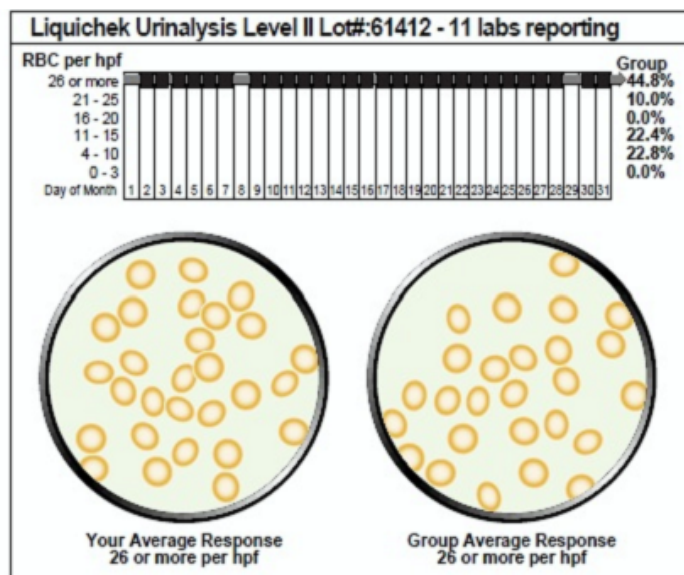 Liquichek Urinalysis Level II Lot#:61412 - 11 labs reporting
RBC per hpf Group
26 or more 44.8%
21 - 25 10.0%
16 - 20 0.0%
11 - 15 22.4%
4 - 10 22.8%
0 - 3 0.0%
Day of Month 1 2 3 4 5 6 7 8 9 10 11 12 13 14 15 16 17 18 19 20 21 22 23 24 25 26 27 28 29 30 31
Your Average Response
26 or more per hpf
Group Average Response
26 or more per hpf